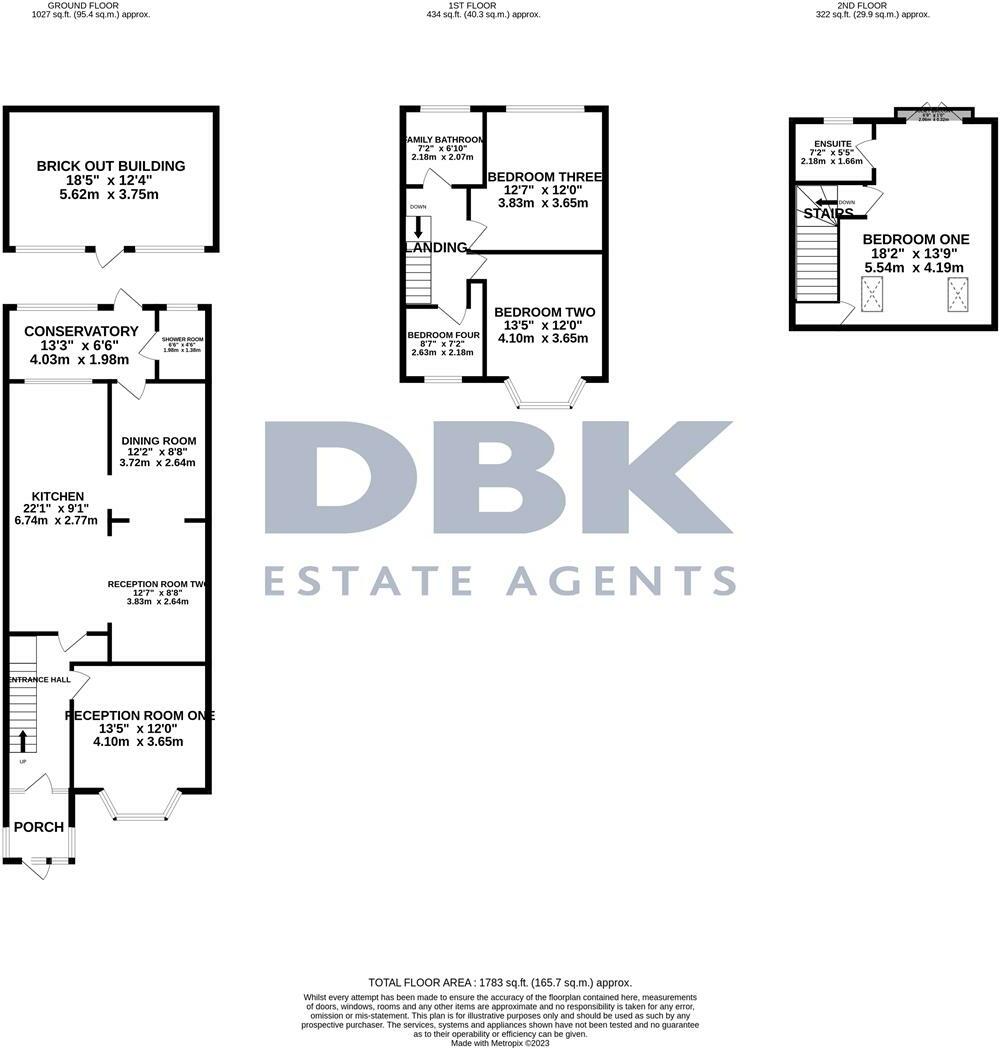 GROUND FLOOR
1027 sq.ft. (95.4 sq.m.) approx.
1ST FLOOR
434 sq.ft. (40.3 sq.m.) approx.
2ND FLOOR
322 sq.ft. (29.9 sq.m.) approx.
BRICK OUT BUILDING
18'5" x 12'4"
5.62m x 3.75m
CONSERVATORY
13'3" x 6'6"
4.03m x 1.98m
SHOWER ROOM
6'6" x 4'6"
1.98m x 1.38m
DINING ROOM
12'2" x 8'8"
3.72m x 2.64m
KITCHEN
22'1" x 9'1"
6.74m x 2.77m
RECEPTION ROOM TWO
12'7" x 8'8"
3.83m x 2.64m
ENTRANCE HALL
UP
RECEPTION ROOM ONE
13'5" x 12'0"
4.10m x 3.65m
PORCH
FAMILY BATHROOM
7'2" x 6'10"
2.18m x 2.07m
BEDROOM THREE
12'7" x 12'0"
3.83m x 3.65m
DOWN
LANDING
BEDROOM TWO
13'5" x 12'0"
4.10m x 3.65m
BEDROOM FOUR
8'7" x 7'2"
2.63m x 2.18m
6'9" x 1'0"
2.06m x 0.32m
ENSUITE
7'2" x 5'5"
2.18m x 1.66m
DOWN
STAIRS
BEDROOM ONE
18'2" x 13'9"
5.54m x 4.19m
DBK
ESTATE AGENTS
TOTAL FLOOR AREA : 1783 sq.ft. (165.7 sq.m.) approx.
Whilst every attempt has been made to ensure the accuracy of the floorplan contained here, measurements
of doors, windows, rooms and any other items are approximate and no responsibility is taken for any error,
omission or mis-statement. This plan is for illustrative purposes only and should be used as such by any
prospective purchaser. The services, systems and appliances shown have not been tested and no guarantee
as to their operability or efficiency can be given.
Made with Metropix ©2023